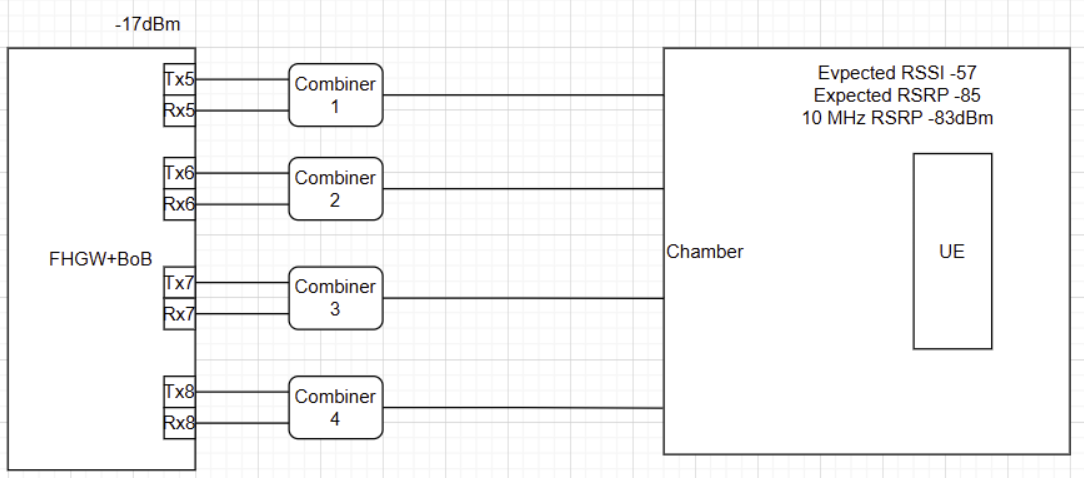 -17dBm
Tx5
Rx5
Combiner
1
Tx6
Rx6
Combiner
2
FHGW+BoB
Tx7
Rx7
Combiner
3
Tx8
Rx8
Combiner
4
Evpected RSSI -57
Expected RSRP -85
10 MHz RSRP -83dBm
Chamber
UE